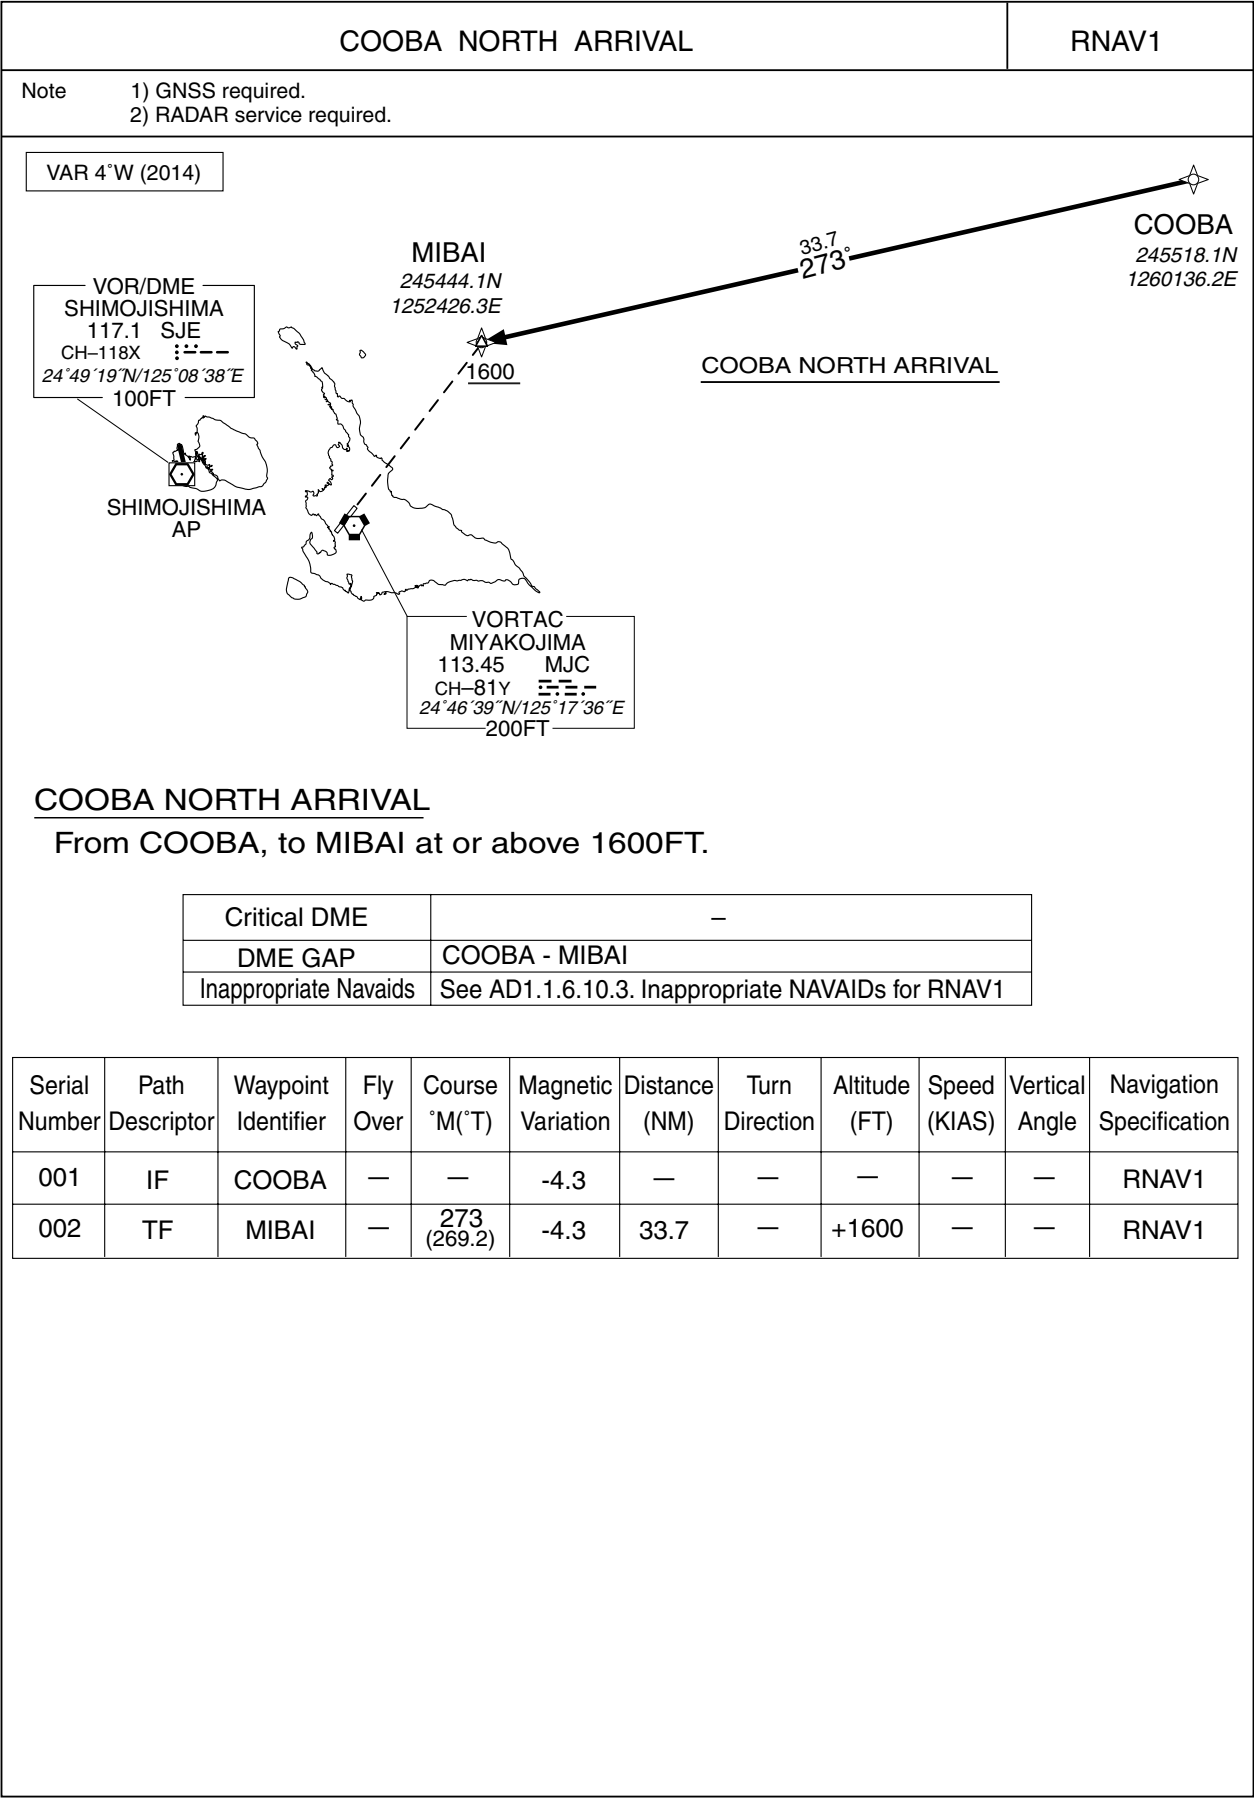 COOBA NORTH ARRIVAL
RNAV1
Note 1) GNSS required.
2) RADAR service required.
VAR 4˚W (2014)
COOBA
245518.1N
1260136.2E
33.7
273˚
MIBAI
245444.1N
1252426.3E
1600
COOBA NORTH ARRIVAL
VOR/DME
SHIMOJISHIMA
117.1 SJE
CH–118X
24˚49´19˝N/125˚08´38˝E
100FT
SHIMOJISHIMA
AP
VORTAC
MIYAKOJIMA
113.45 MJC
CH–81Y
24˚46´39˝N/125˚17´36˝E
200FT
COOBA NORTH ARRIVAL
From COOBA, to MIBAI at or above 1600FT.
Critical DME –
DME GAP COOBA - MIBAI
Inappropriate Navaids See AD1.1.6.10.3. Inappropriate NAVAIDs for RNAV1
Serial Path Waypoint Fly Course Magnetic Distance Turn Altitude Speed Vertical Navigation
Number Descriptor Identifier Over ˚M(˚T) Variation (NM) Direction (FT) (KIAS) Angle Specification
001 IF COOBA — — -4.3 — — — — — RNAV1
002 TF MIBAI — 273 (269.2) -4.3 33.7 — +1600 — — RNAV1